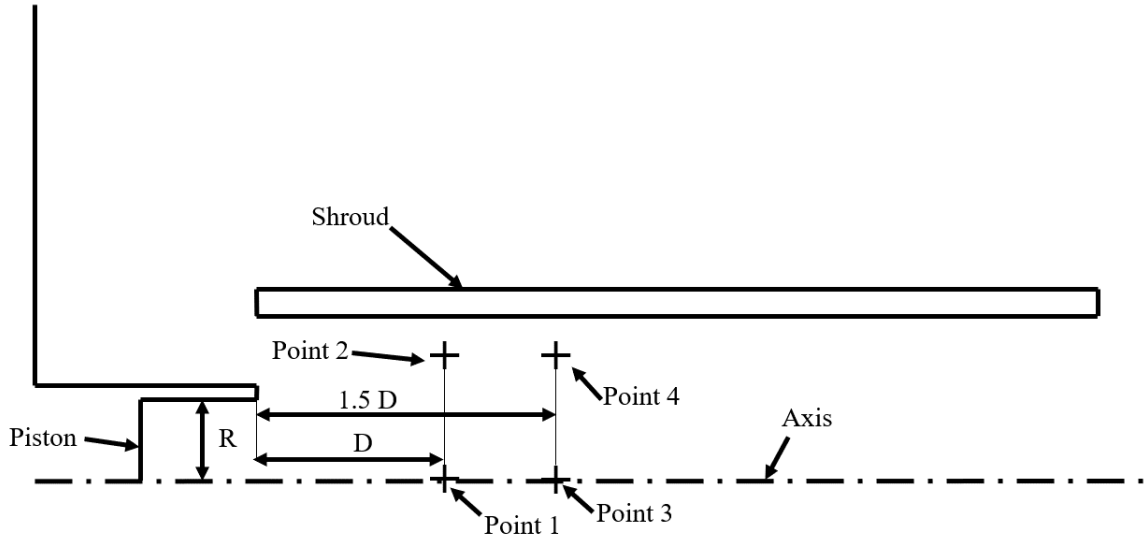 Shroud
Point 2
Point 4
1.5 D
Piston
R
D
Axis
Point 1
Point 3